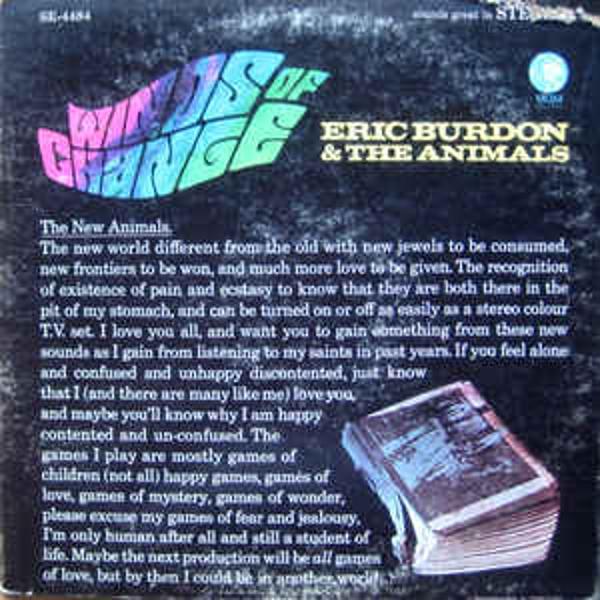 SE-4484
sounds great in STEREO
WINDS OF
CHANGE
MGM
ERIC BURDON
& THE ANIMALS
The New Animals.
The new world different from the old with new jewels to be consumed,
new frontiers to be won, and much more love to be given. The recognition
of existence of pain and ecstasy to know that they are both there in the
pit of my stomach, and can be turned on or off as easily as a stereo colour
T.V. set. I love you all, and want you to gain something from these new
sounds as I gain from listening to my saints in past years. If you feel alone
and confused and unhappy discontented, just know
that I (and there are many like me) love you,
and maybe you'll know why I am happy
contented and un-confused. The
games I play are mostly games of
children (not all) happy games, games of
love, games of mystery, games of wonder,
please excuse my games of fear and jealousy,
I'm only human after all and still a student of
life. Maybe the next production will be all games
of love, but by then I could be in another world